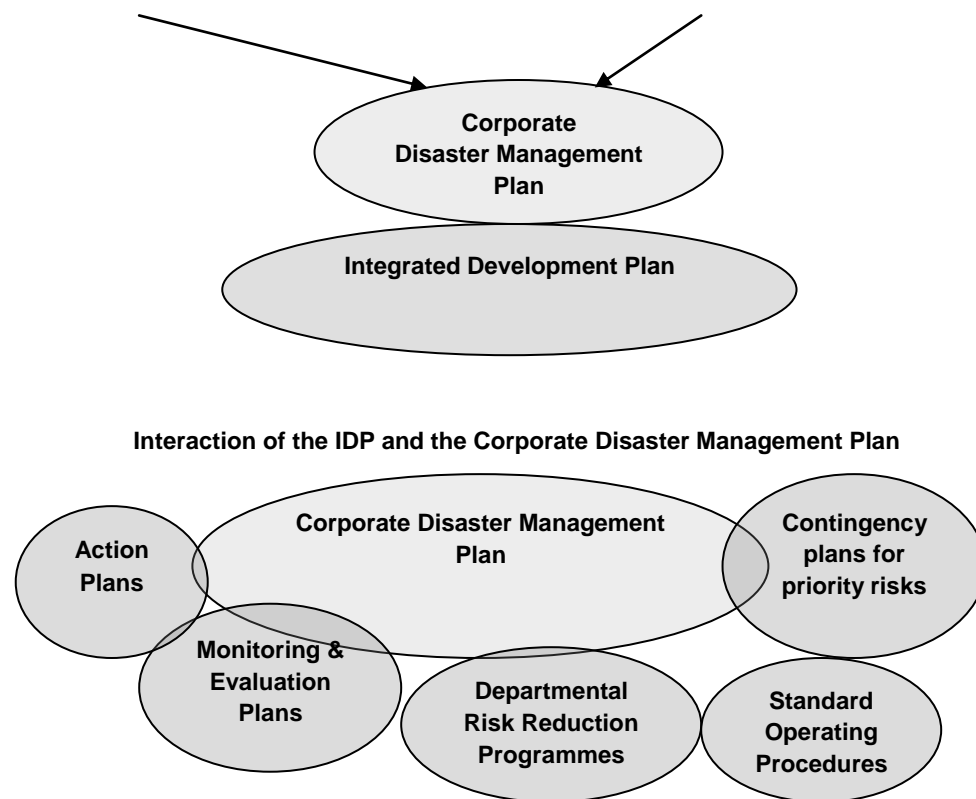 Corporate
Disaster Management
Plan
Integrated Development Plan
Interaction of the IDP and the Corporate Disaster Management Plan
Corporate Disaster Management
Plan
Action
Plans
Contingency
plans for
priority risks
Monitoring &
Evaluation
Plans
Departmental
Risk Reduction
Programmes
Standard
Operating
Procedures